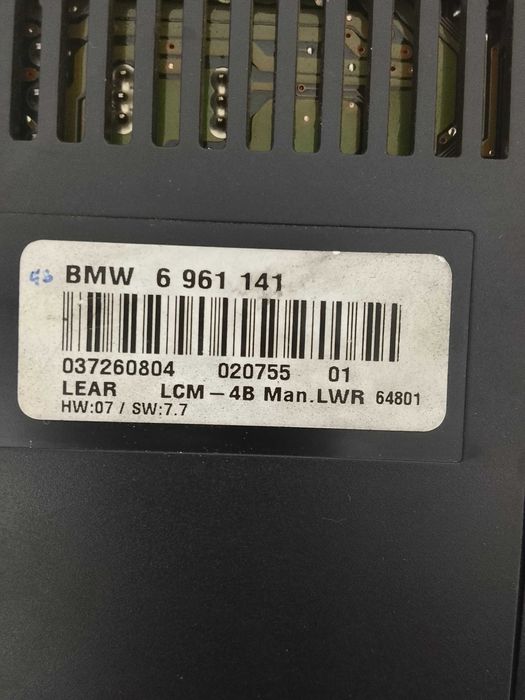 BMW 6 961 141
037260804 020755 01
LEAR LCM-4B Man.LWR 64801
HW:07 / SW:7.7